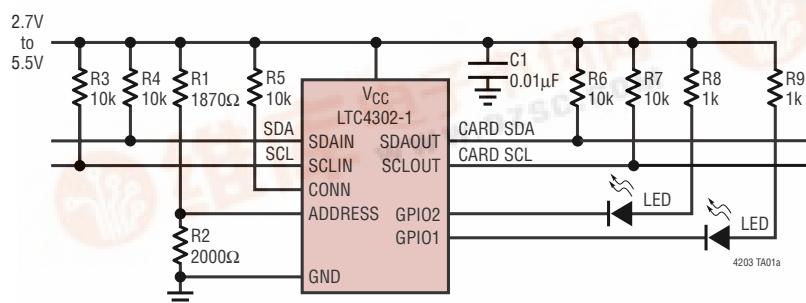 2.7V
to
5.5V
R3
10k
R4
10k
R1
1870Ω
R5
10k
VCC
LTC4302-1
C1
0.01µF
R6
10k
R7
10k
R8
1k
R9
1k
SDA
SDAIN
SDAOUT
CARD SDA
SCL
SCLIN
SCLOUT
CARD SCL
CONN
ADDRESS
GPIO2
LED
GPIO1
LED
R2
2000Ω
GND
4203 TA01a